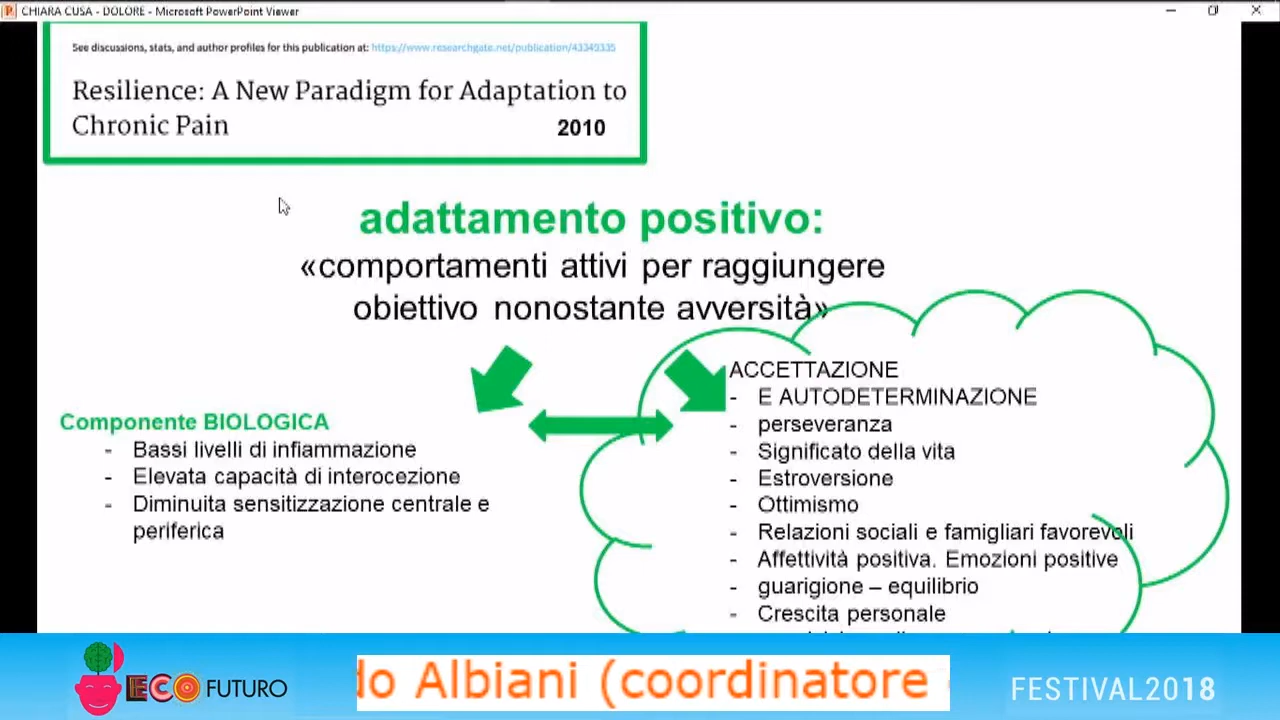 CHIARA CUSA - DOLORE - Microsoft PowerPoint Viewer
See discussions, stats, and author profiles for this publication at: https://www.researchgate.net/publication/43349335
Resilience: A New Paradigm for Adaptation to
Chronic Pain 2010
adattamento positivo:
«comportamenti attivi per raggiungere
obiettivo nonostante avversità»
Componente BIOLOGICA
- Bassi livelli di infiammazione
- Elevata capacità di interocezione
- Diminuita sensitizzazione centrale e
periferica
ACCETTAZIONE
- E AUTODETERMINAZIONE
- perseveranza
- Significato della vita
- Estroversione
- Ottimismo
- Relazioni sociali e famigliari favorevoli
- Affettività positiva. Emozioni positive
- guarigione – equilibrio
- Crescita personale
ECO FUTURO
do Albiani (coordinatore
FESTIVAL2018